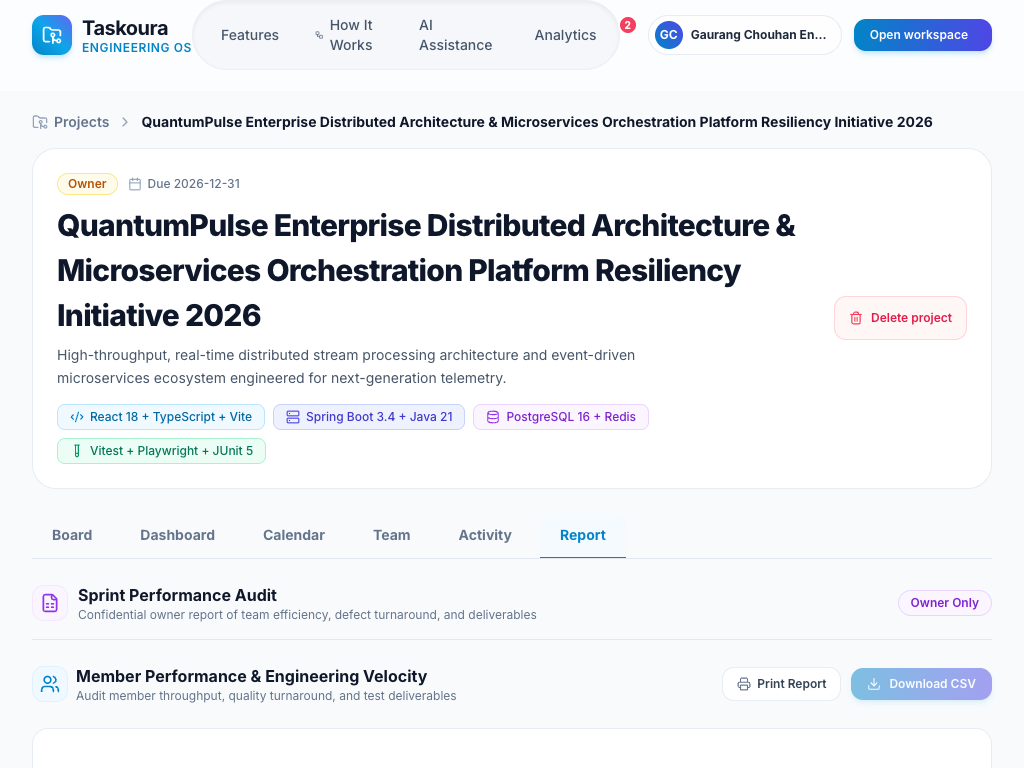 Taskoura
ENGINEERING OS
Features
How It
Works
AI
Assistance
Analytics
2
GC
Gaurang Chouhan En...
Open workspace
Projects
QuantumPulse Enterprise Distributed Architecture & Microservices Orchestration Platform Resiliency Initiative 2026
Owner
Due 2026-12-31
QuantumPulse Enterprise Distributed Architecture &
Microservices Orchestration Platform Resiliency
Initiative 2026
Delete project
High-throughput, real-time distributed stream processing architecture and event-driven
microservices ecosystem engineered for next-generation telemetry.
React 18 + TypeScript + Vite
Spring Boot 3.4 + Java 21
PostgreSQL 16 + Redis
Vitest + Playwright + JUnit 5
Board
Dashboard
Calendar
Team
Activity
Report
Sprint Performance Audit
Confidential owner report of team efficiency, defect turnaround, and deliverables
Owner Only
Member Performance & Engineering Velocity
Audit member throughput, quality turnaround, and test deliverables
Print Report
Download CSV